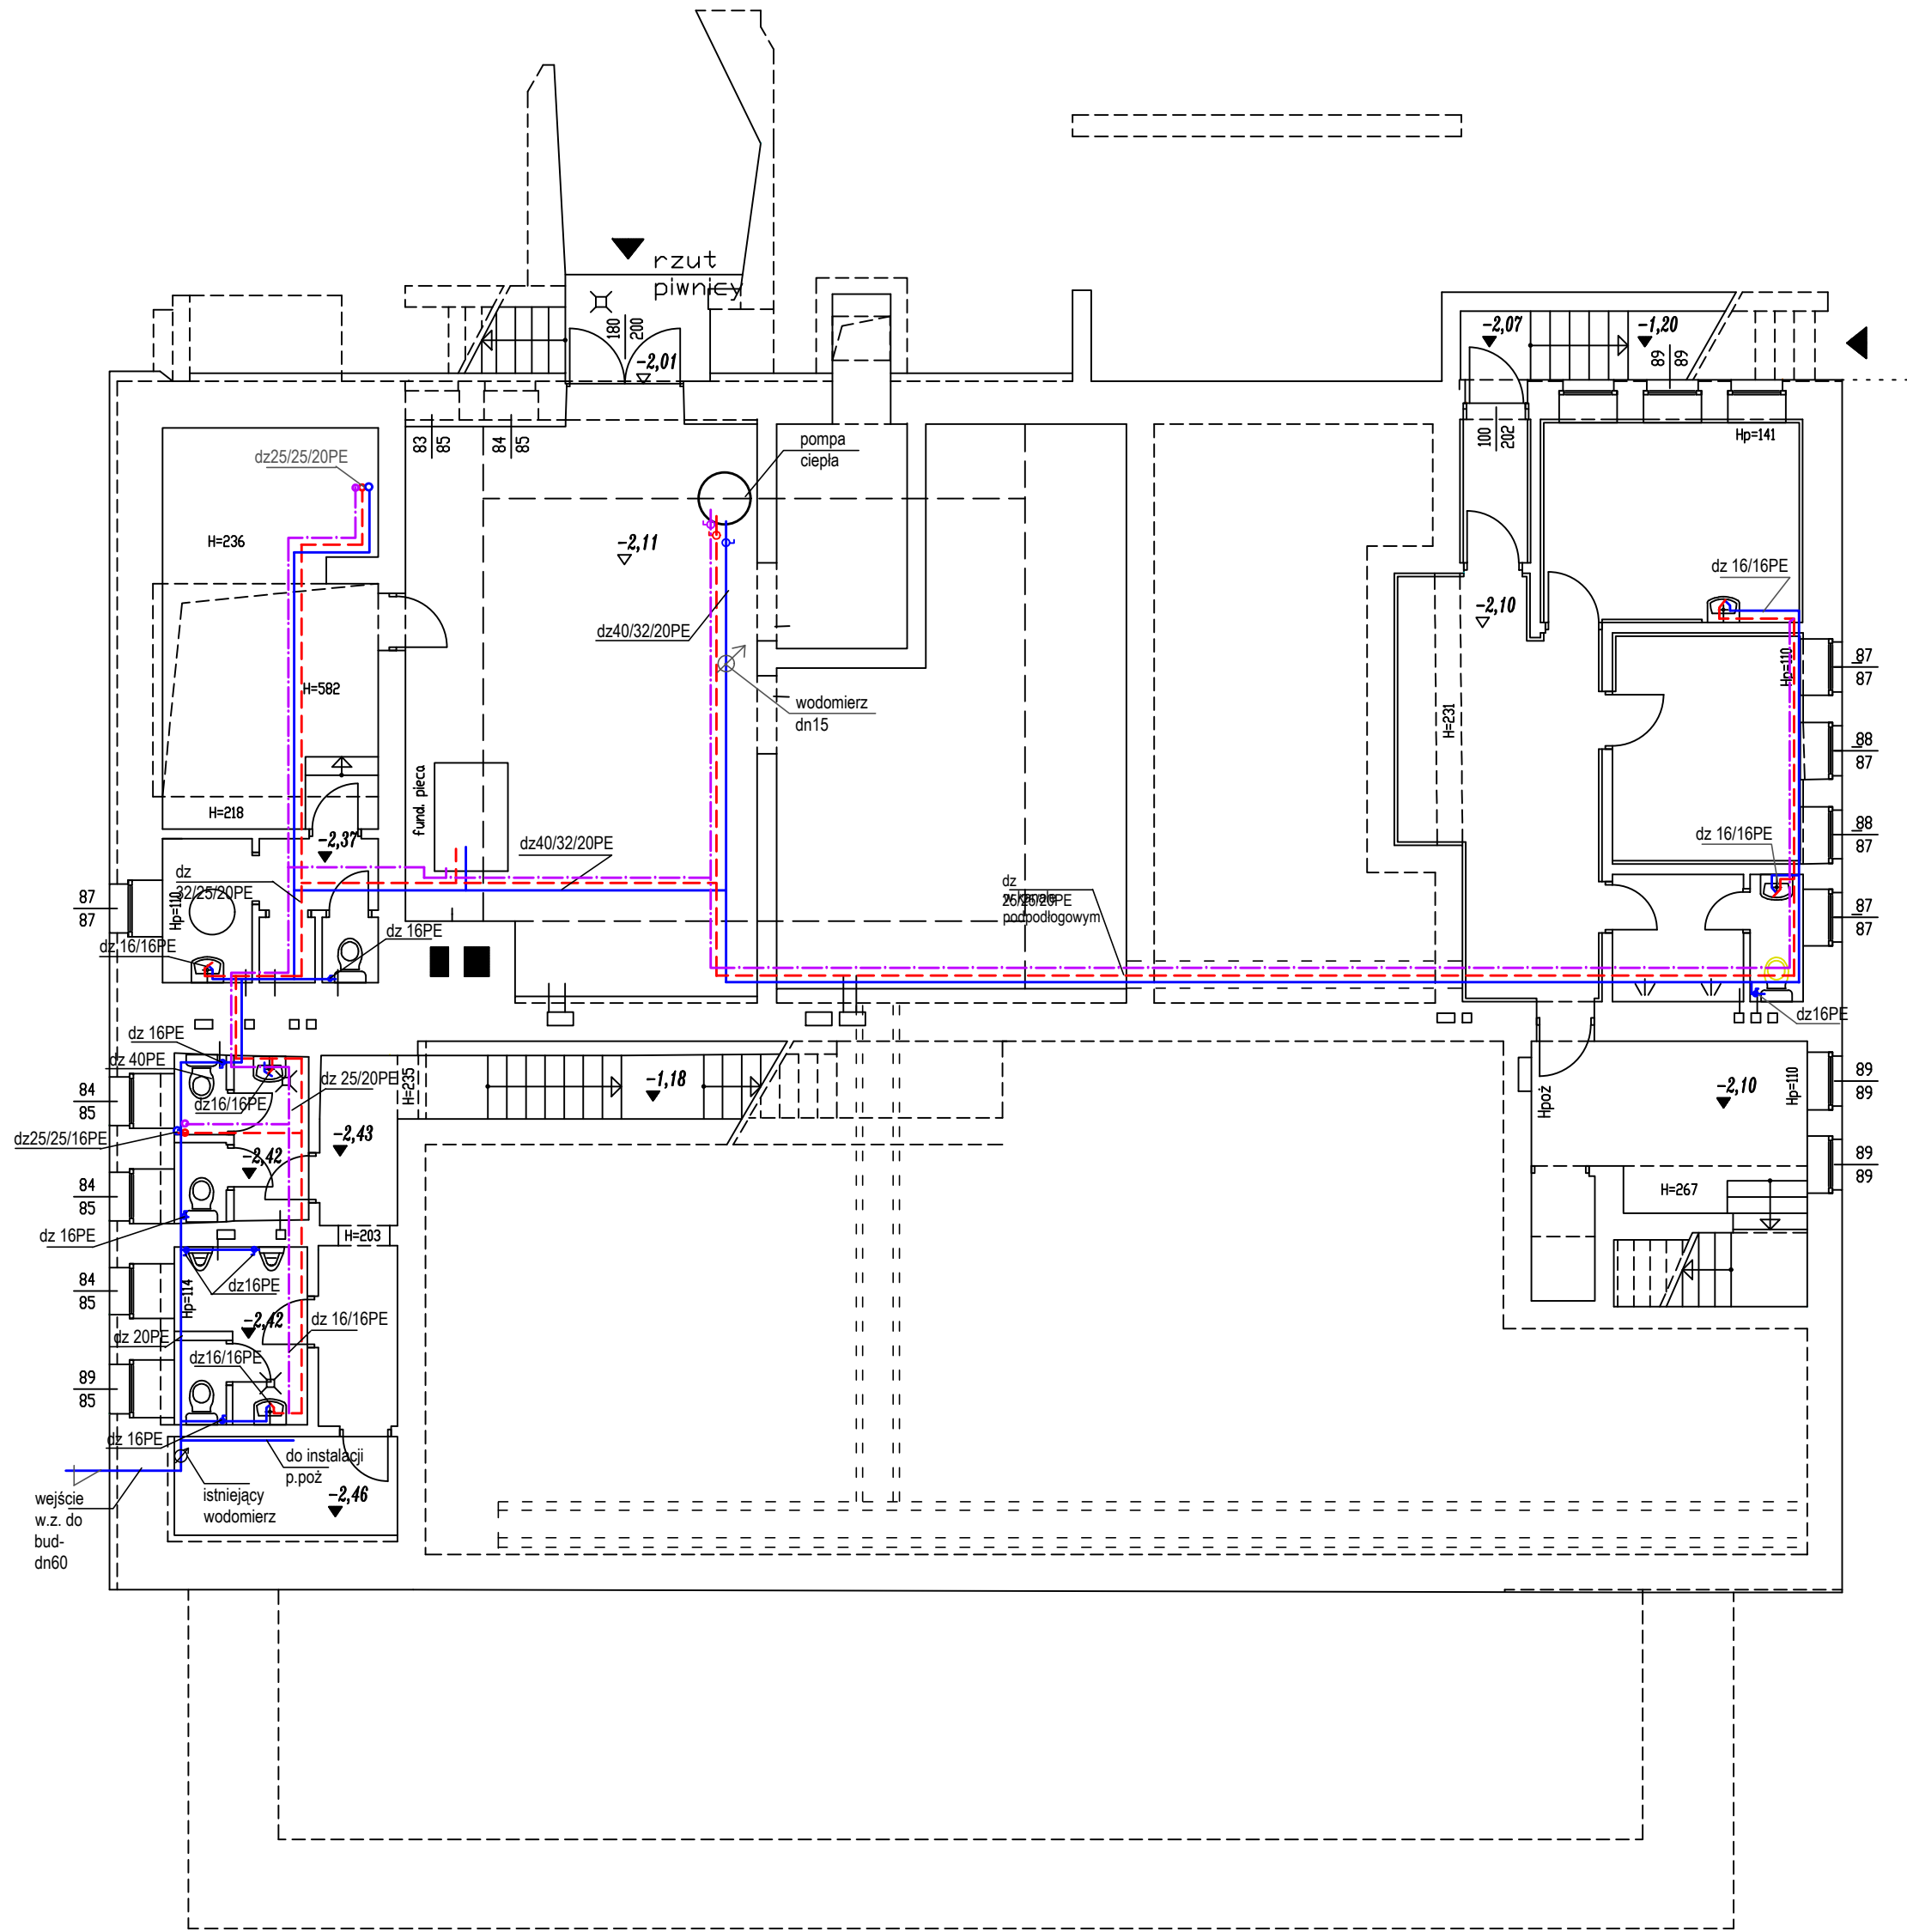 rzut
piwnicy
180
200
-2,01
-2,07
-1,20
89
89
83
85
84
85
pompa
ciepła
100
202
Hp=141
dz25/25/20PE
H=236
-2,11
dz 16/16PE
-2,10
dz40/32/20PE
H=582
wodomierz
dn15
H=231
Hp=110
87
87
88
87
fund. pieca
H=218
-2,37
dz40/32/20PE
dz 16/16PE
88
87
dz
32/25/20PE
87
87
Hp=110
dz
w kanale
25/25/20PE
podpodłogowym
87
87
dz 16/16PE
dz 16PE
dz16PE
dz 16PE
dz 40PE
dz 25/20PE
H=235
-1,18
84
85
dz16/16PE
dz25/25/16PE
-2,43
-2,42
Hpoż
-2,10
Hp=110
89
89
89
89
84
85
H=267
dz 16PE
H=203
84
85
Hp=114
dz16PE
-2,42
dz 16/16PE
dz 20PE
dz16/16PE
89
85
dz 16PE
do instalacji
p.poż
wejście
w.z. do
bud-
dn60
istniejący
wodomierz
-2,46